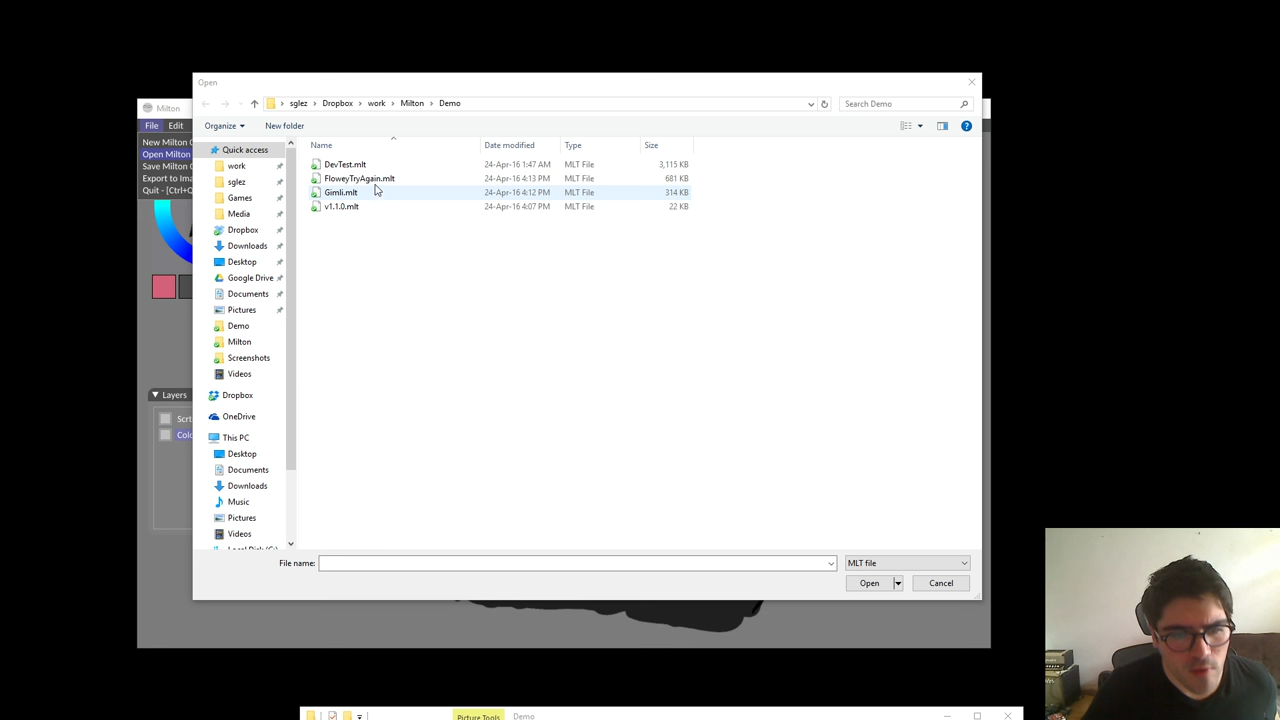 Open
sglez Dropbox work Milton Demo
Search Demo
Milton
File Edit
Organize
New folder
Name Date modified Type Size
New Milton
Open Milton
Save Milton
Export to Ima
Quit - [Ctrl+Q
Quick access
work
sglez
Games
Media
Dropbox
Downloads
Desktop
Google Drive
Documents
Pictures
Demo
Milton
Screenshots
Videos
Dropbox
OneDrive
This PC
Desktop
Documents
Downloads
Music
Pictures
Videos
DevTest.mlt 24-Apr-16 1:47 AM MLT File 3,115 KB
FloweyTryAgain.mlt 24-Apr-16 4:13 PM MLT File 681 KB
Gimli.mlt 24-Apr-16 4:12 PM MLT File 314 KB
v1.1.0.mlt 24-Apr-16 4:07 PM MLT File 22 KB
Layers
File name:
MLT file
Open
Cancel
Picture Tools
Demo